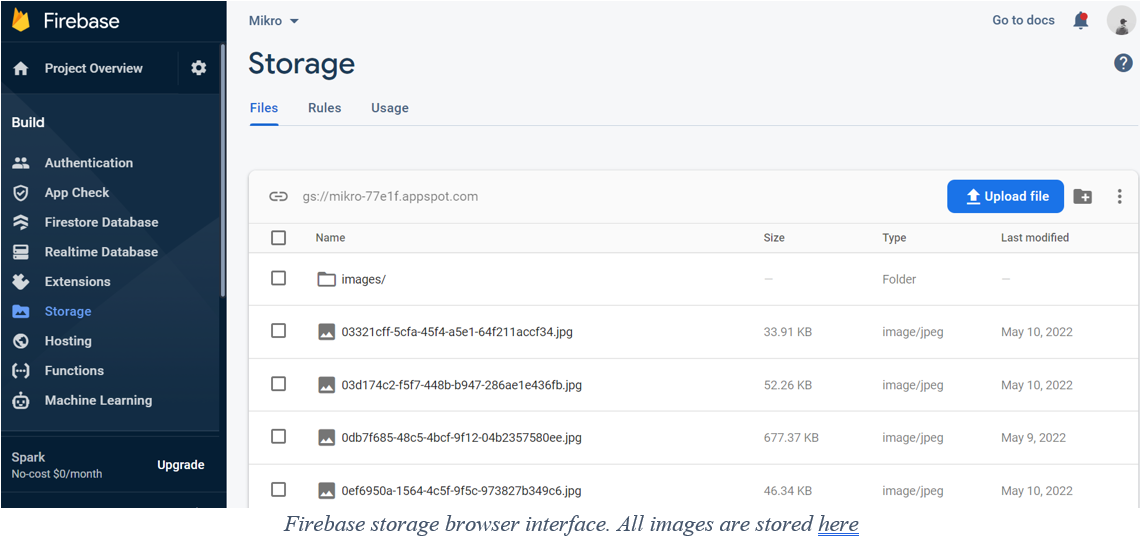 Firebase
Project Overview
Build
Authentication
App Check
Firestore Database
Realtime Database
Extensions
Storage
Hosting
Functions
Machine Learning
Spark
No-cost $0/month
Upgrade
Mikro
Go to docs
Storage
Files Rules Usage
gs://mikro-77e1f.appspot.com
Upload file
Name Size Type Last modified
images/ — Folder —
03321cff-5cfa-45f4-a5e1-64f211accf34.jpg 33.91 KB image/jpeg May 10, 2022
03d174c2-f5f7-448b-b947-286ae1e436fb.jpg 52.26 KB image/jpeg May 10, 2022
0db7f685-48c5-4bcf-9f12-04b2357580ee.jpg 677.37 KB image/jpeg May 9, 2022
0ef6950a-1564-4c5f-9f5c-973827b349c6.jpg 46.34 KB image/jpeg May 10, 2022
Firebase storage browser interface. All images are stored here